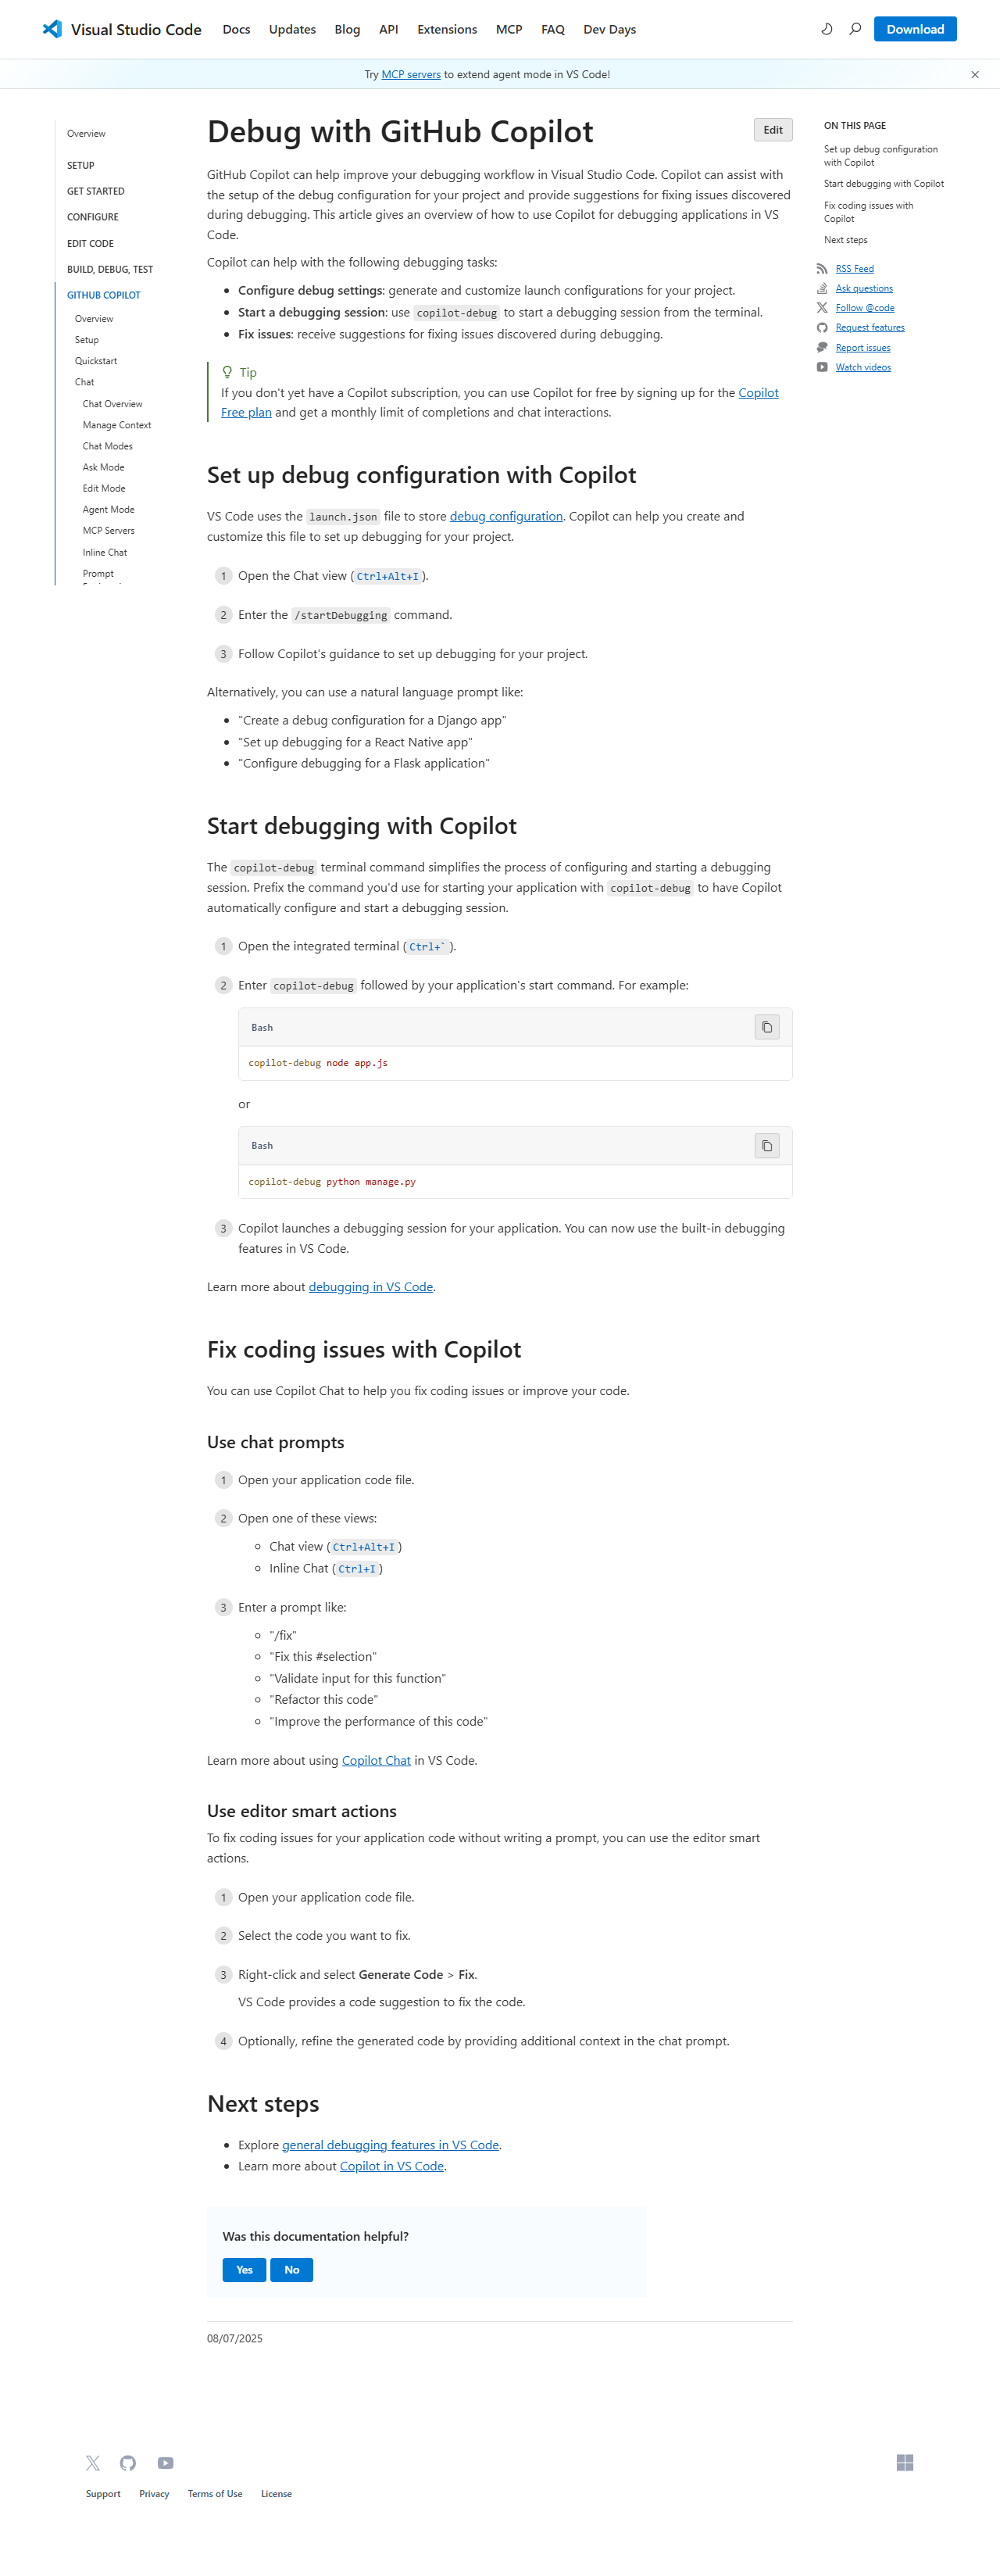 Visual Studio Code Docs Updates Blog API Extensions MCP FAQ Dev Days Download
Try MCP servers to extend agent mode in VS Code!
Overview
SETUP
GET STARTED
CONFIGURE
EDIT CODE
BUILD, DEBUG, TEST
GITHUB COPILOT
Overview
Setup
Quickstart
Chat
Chat Overview
Manage Context
Chat Modes
Ask Mode
Edit Mode
Agent Mode
MCP Servers
Inline Chat
Prompt
Debug with GitHub Copilot
Edit
GitHub Copilot can help improve your debugging workflow in Visual Studio Code. Copilot can assist with
the setup of the debug configuration for your project and provide suggestions for fixing issues discovered
during debugging. This article gives an overview of how to use Copilot for debugging applications in VS
Code.
Copilot can help with the following debugging tasks:
• Configure debug settings: generate and customize launch configurations for your project.
• Start a debugging session: use copilot-debug to start a debugging session from the terminal.
• Fix issues: receive suggestions for fixing issues discovered during debugging.
Tip
If you don't yet have a Copilot subscription, you can use Copilot for free by signing up for the Copilot
Free plan and get a monthly limit of completions and chat interactions.
Set up debug configuration with Copilot
VS Code uses the launch.json file to store debug configuration. Copilot can help you create and
customize this file to set up debugging for your project.
1 Open the Chat view (Ctrl+Alt+I).
2 Enter the /startDebugging command.
3 Follow Copilot's guidance to set up debugging for your project.
Alternatively, you can use a natural language prompt like:
• "Create a debug configuration for a Django app"
• "Set up debugging for a React Native app"
• "Configure debugging for a Flask application"
Start debugging with Copilot
The copilot-debug terminal command simplifies the process of configuring and starting a debugging
session. Prefix the command you'd use for starting your application with copilot-debug to have Copilot
automatically configure and start a debugging session.
1 Open the integrated terminal (Ctrl+`).
2 Enter copilot-debug followed by your application's start command. For example:
Bash
copilot-debug node app.js
or
Bash
copilot-debug python manage.py
3 Copilot launches a debugging session for your application. You can now use the built-in debugging
features in VS Code.
Learn more about debugging in VS Code.
Fix coding issues with Copilot
You can use Copilot Chat to help you fix coding issues or improve your code.
Use chat prompts
1 Open your application code file.
2 Open one of these views:
◦ Chat view (Ctrl+Alt+I)
◦ Inline Chat (Ctrl+I)
3 Enter a prompt like:
◦ "/fix"
◦ "Fix this #selection"
◦ "Validate input for this function"
◦ "Refactor this code"
◦ "Improve the performance of this code"
Learn more about using Copilot Chat in VS Code.
Use editor smart actions
To fix coding issues for your application code without writing a prompt, you can use the editor smart
actions.
1 Open your application code file.
2 Select the code you want to fix.
3 Right-click and select Generate Code > Fix.
VS Code provides a code suggestion to fix the code.
4 Optionally, refine the generated code by providing additional context in the chat prompt.
Next steps
• Explore general debugging features in VS Code.
• Learn more about Copilot in VS Code.
Was this documentation helpful?
Yes No
08/07/2025
ON THIS PAGE
Set up debug configuration
with Copilot
Start debugging with Copilot
Fix coding issues with
Copilot
Next steps
RSS Feed
Ask questions
Follow @code
Request features
Report issues
Watch videos
Support Privacy Terms of Use License